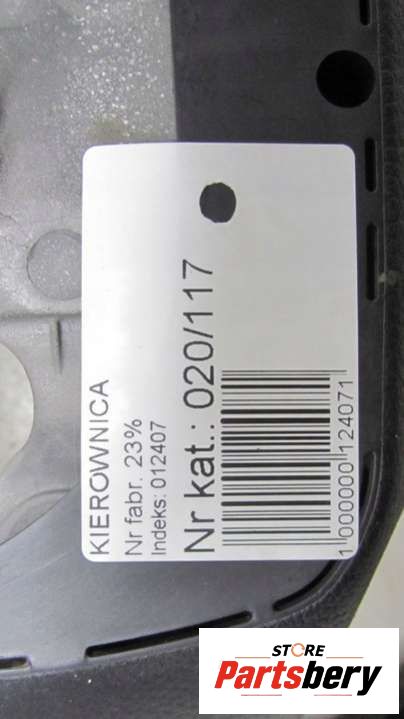 KIEROWNICA
Nr fabr. 23%
Indeks: 012407
Nr kat.: 020/117
1 000000 124071
STORE
Partsbery